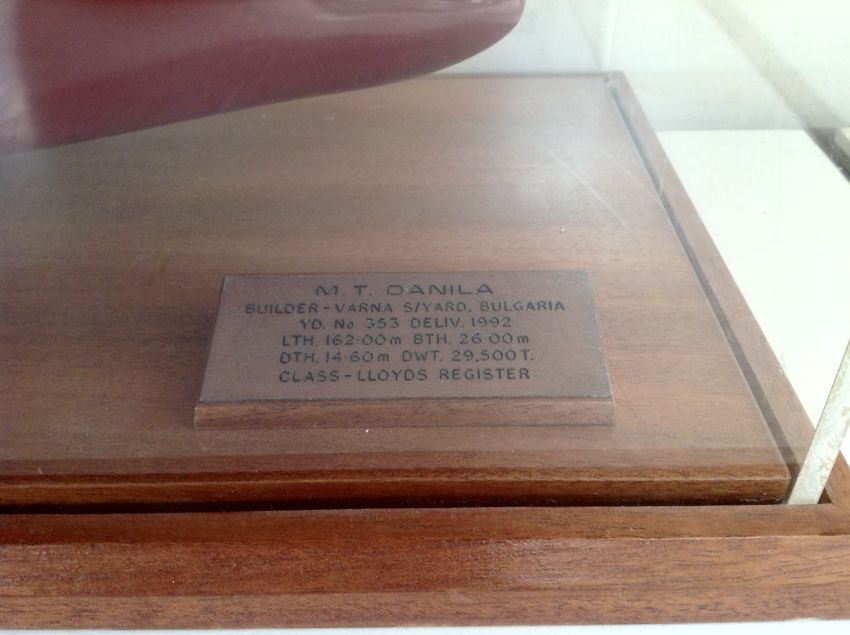 M. T. DANILA
BUILDER - VARNA S/YARD, BULGARIA
YD. No 353 DELIV. 1992
LTH. 162·00m BTH. 26·00m
DTH. 14·60m DWT. 29,500T.
CLASS - LLOYDS REGISTER